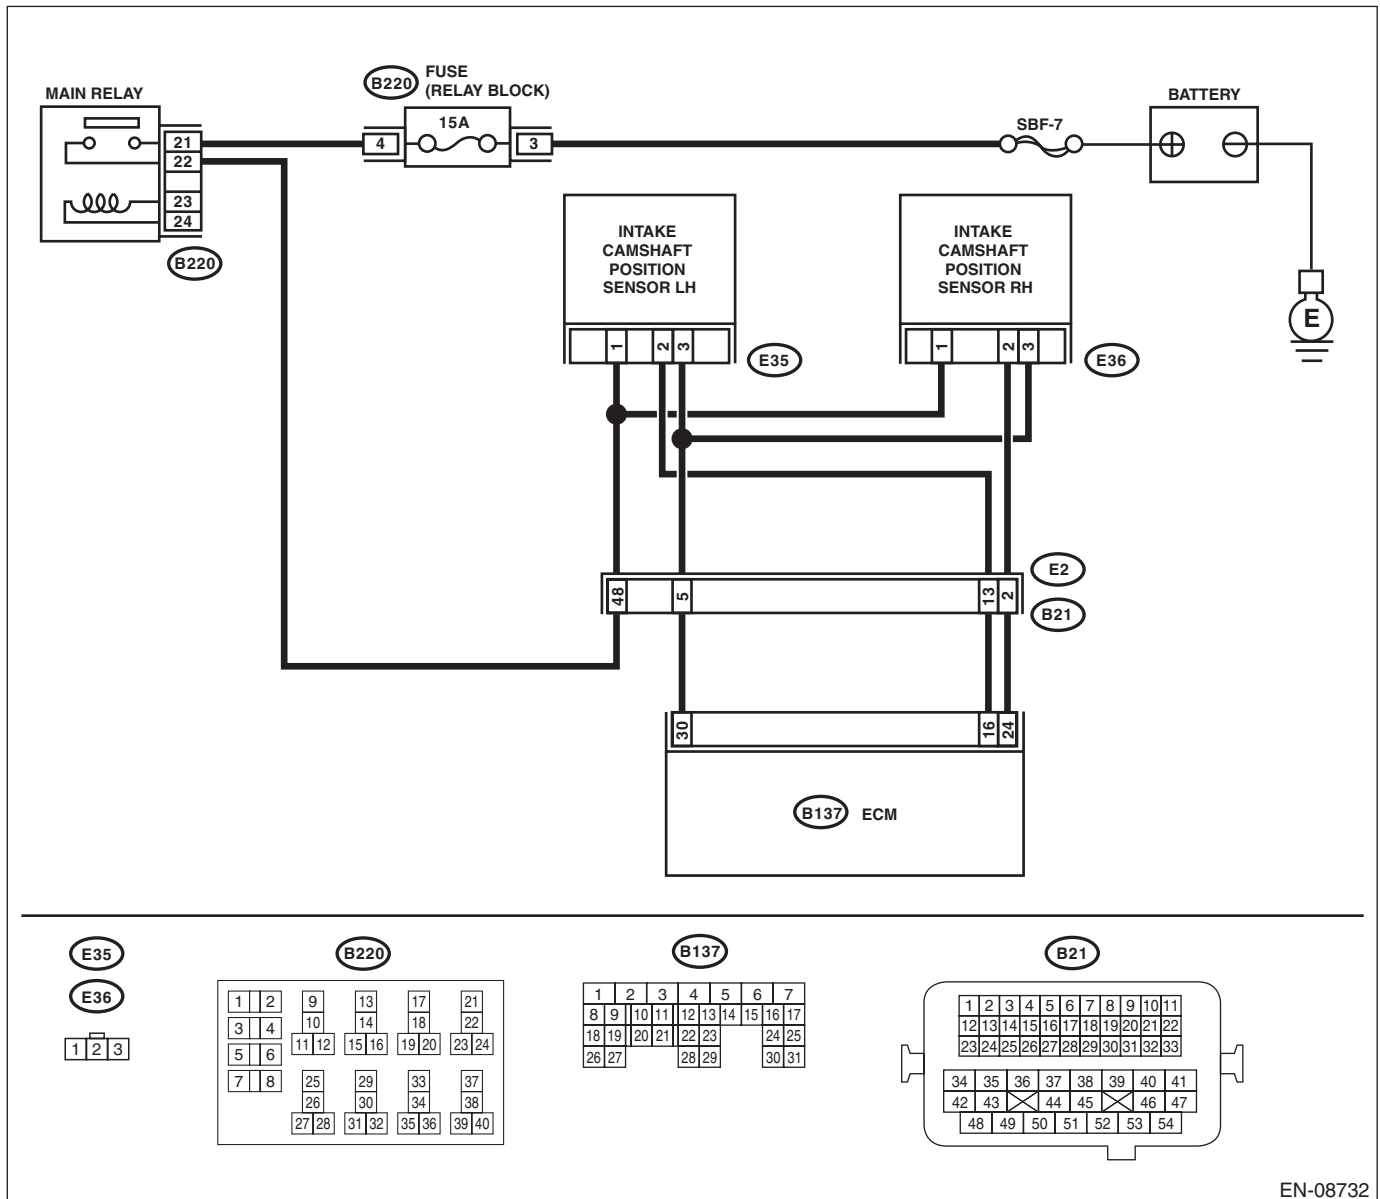 MAIN RELAY
B220
FUSE
(RELAY BLOCK)
15A
4
3
SBF-7
BATTERY
21
22
23
24
B220
INTAKE
CAMSHAFT
POSITION
SENSOR LH
INTAKE
CAMSHAFT
POSITION
SENSOR RH
E
1
2
3
E35
1
2
3
E36
E2
48
5
13
2
B21
30
16
24
B137
ECM
E35
E36
1 2 3
B220
1 2 9 13 17 21
3 4 10 14 18 22
5 6 11 12 15 16 19 20 23 24
7 8 25 29 33 37
26 30 34 38
27 28 31 32 35 36 39 40
B137
1 2 3 4 5 6 7
8 9 10 11 12 13 14 15 16 17
18 19 20 21 22 23 24 25
26 27 28 29 30 31
B21
1 2 3 4 5 6 7 8 9 10 11
12 13 14 15 16 17 18 19 20 21 22
23 24 25 26 27 28 29 30 31 32 33
34 35 36 37 38 39 40 41
42 43 44 45 46 47
48 49 50 51 52 53 54
EN-08732